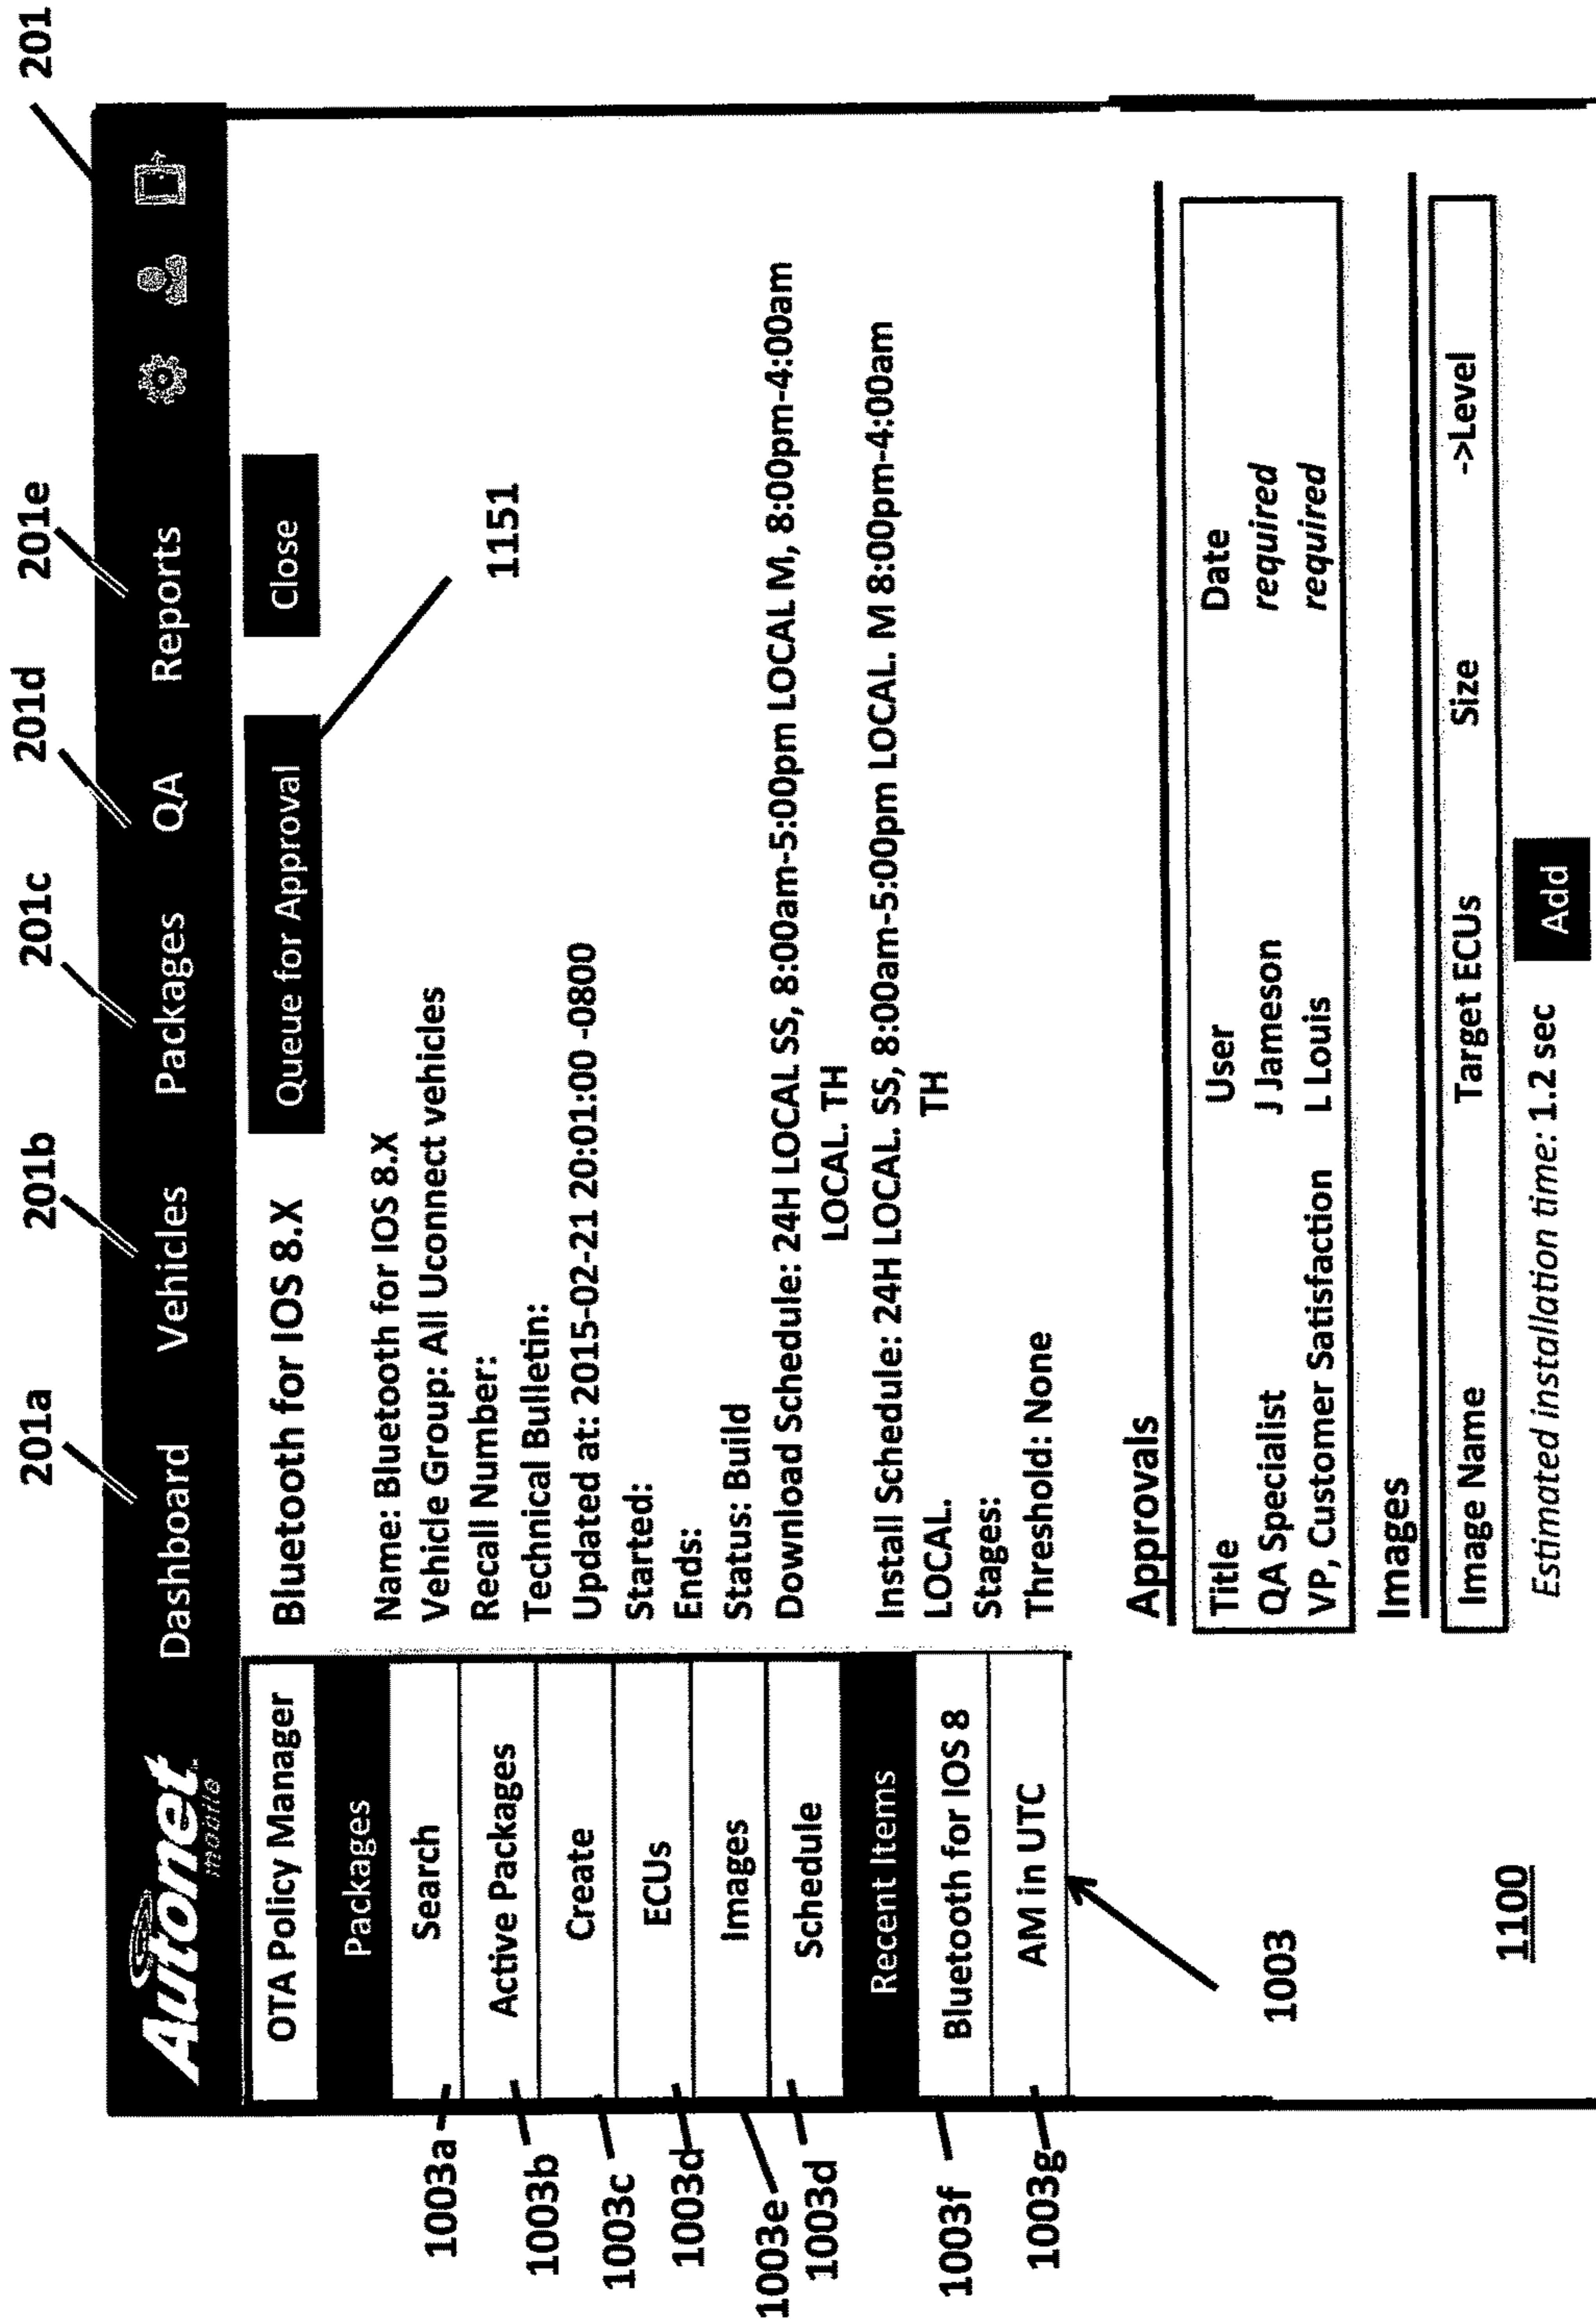 201a 201b 201c 201d 201e 201
Autonet mobile Dashboard Vehicles Packages QA Reports
OTA Policy Manager
Packages
1003a Search
1003b Active Packages
1003c Create
1003d ECUs
1003e Images
1003d Schedule
Recent Items
1003f Bluetooth for IOS 8
1003g AM in UTC
1003
1100
Bluetooth for IOS 8.X Queue for Approval Close
1151
Name: Bluetooth for IOS 8.X
Vehicle Group: All Uconnect vehicles
Recall Number:
Technical Bulletin:
Updated at: 2015-02-21 20:01:00 -0800
Started:
Ends:
Status: Build
Download Schedule: 24H LOCAL SS, 8:00am-5:00pm LOCAL M, 8:00pm-4:00am
LOCAL. TH
Install Schedule: 24H LOCAL. SS, 8:00am-5:00pm LOCAL. M 8:00pm-4:00am
LOCAL. TH
Stages:
Threshold: None
Approvals
Title User Date
QA Specialist J Jameson required
VP, Customer Satisfaction L Louis required
Images
Image Name Target ECUs Size ->Level
Estimated installation time: 1.2 sec Add